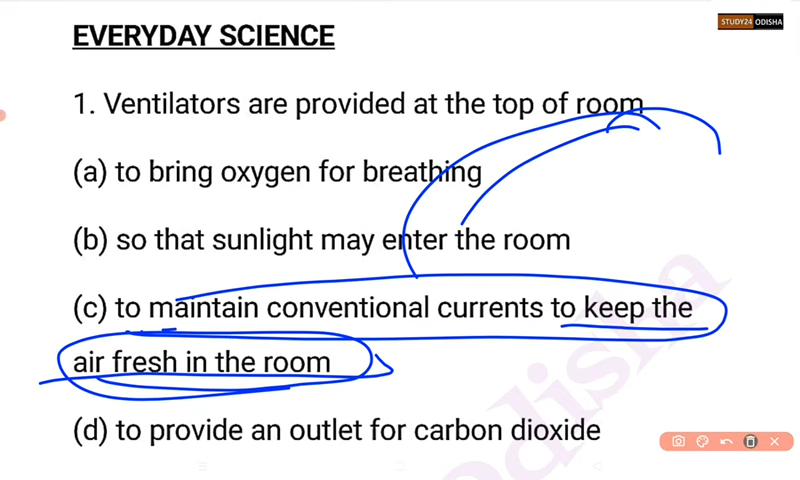 STUDY24 ODISHA
EVERYDAY SCIENCE
1. Ventilators are provided at the top of room
(a) to bring oxygen for breathing
(b) so that sunlight may enter the room
(c) to maintain conventional currents to keep the
air fresh in the room
(d) to provide an outlet for carbon dioxide